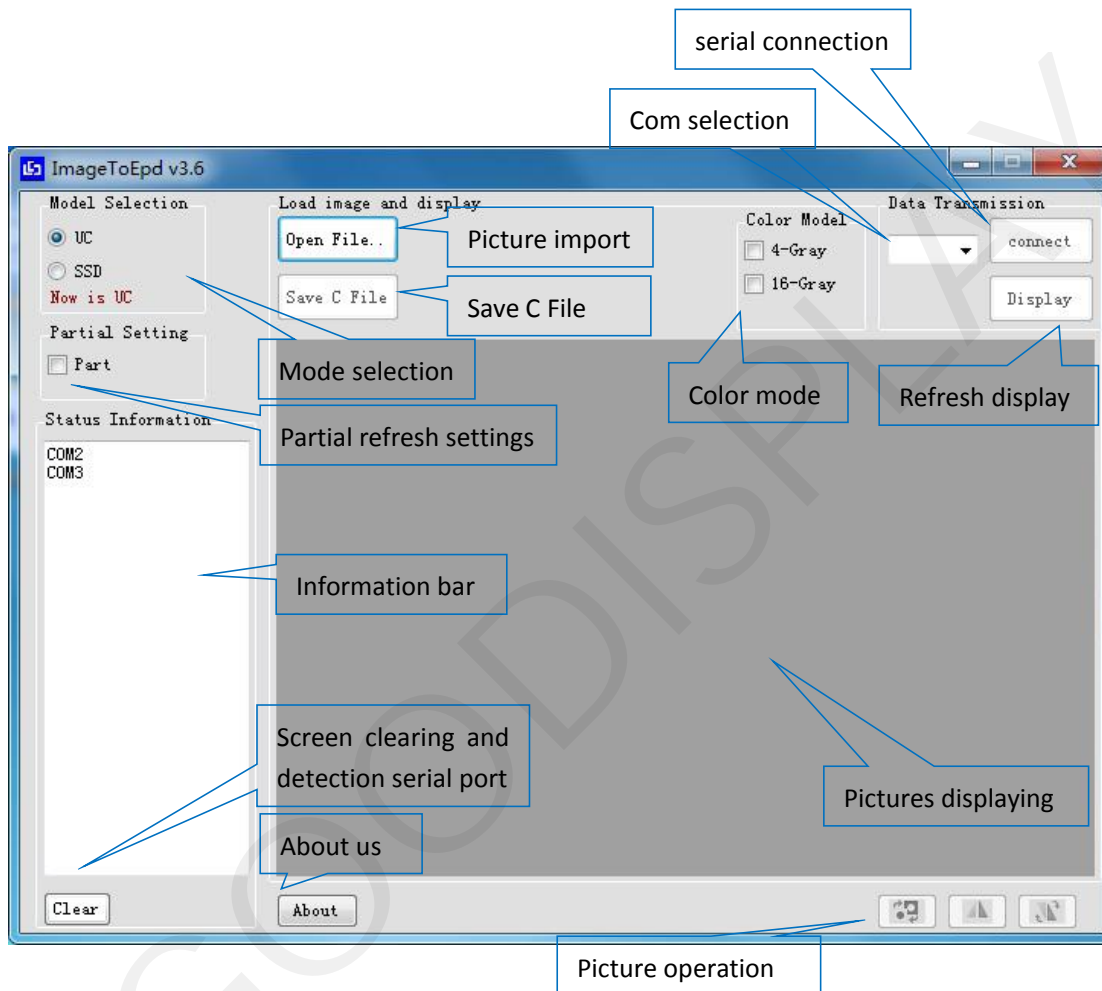 serial connection
Com selection
ImageToEpd v3.6
Model Selection
UC
SSD
Now is UC
Partial Setting
Part
Status Information
COM2
COM3
Clear
Load image and display
Open File..
Save C File
Picture import
Save C File
Color Model
4-Gray
16-Gray
Data Transmission
connect
Display
Mode selection
Partial refresh settings
Color mode
Refresh display
Information bar
Screen clearing and
detection serial port
About us
Pictures displaying
About
Picture operation
GOODISPLAY